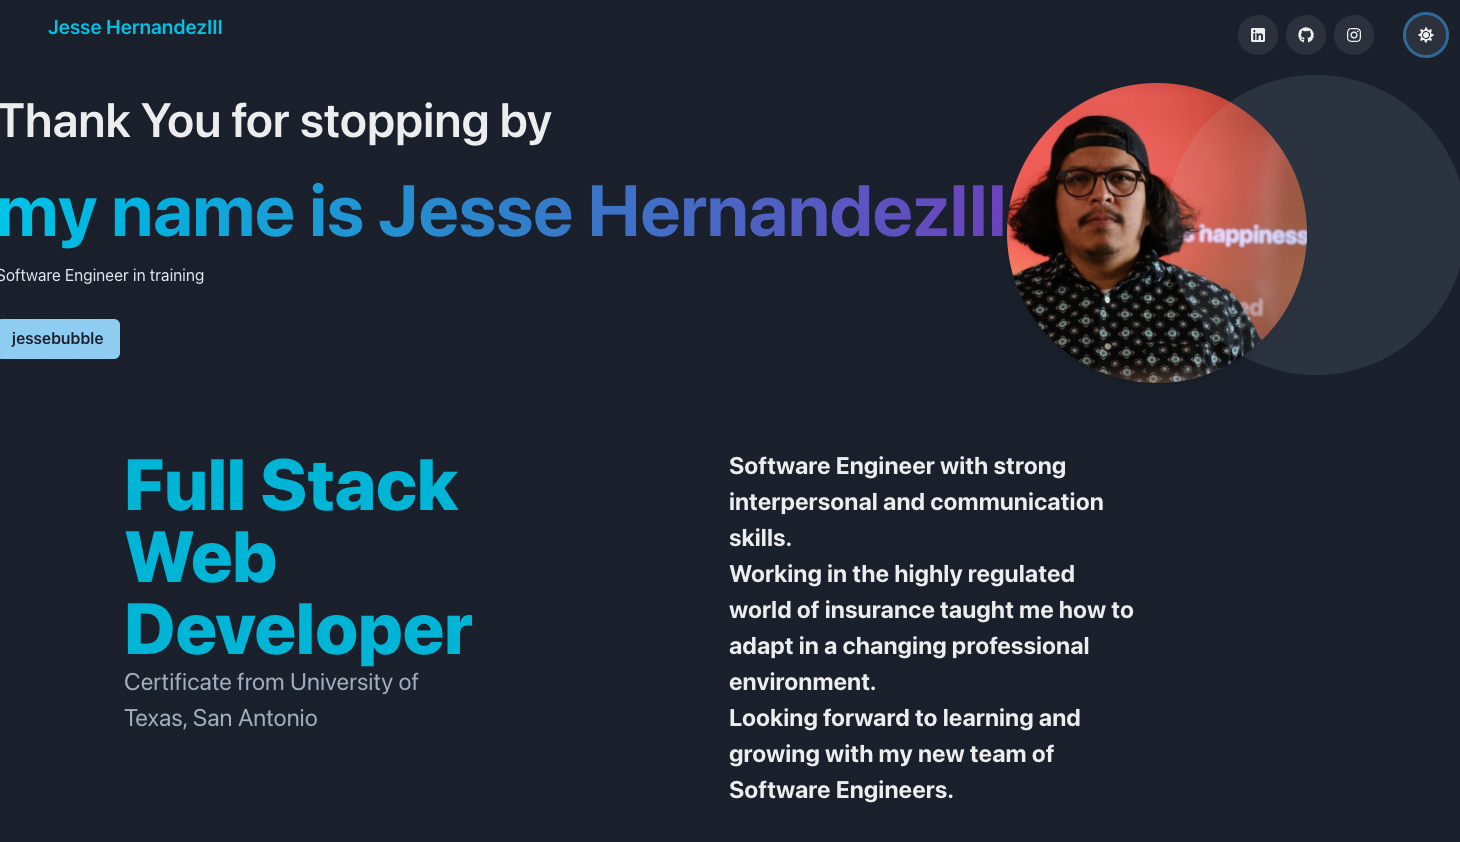 Jesse HernandezIII
Thank You for stopping by
my name is Jesse HernandezIII
Software Engineer in training
jessebubble
happiness
Full Stack
Web
Developer
Certificate from University of
Texas, San Antonio
Software Engineer with strong
interpersonal and communication
skills.
Working in the highly regulated
world of insurance taught me how to
adapt in a changing professional
environment.
Looking forward to learning and
growing with my new team of
Software Engineers.